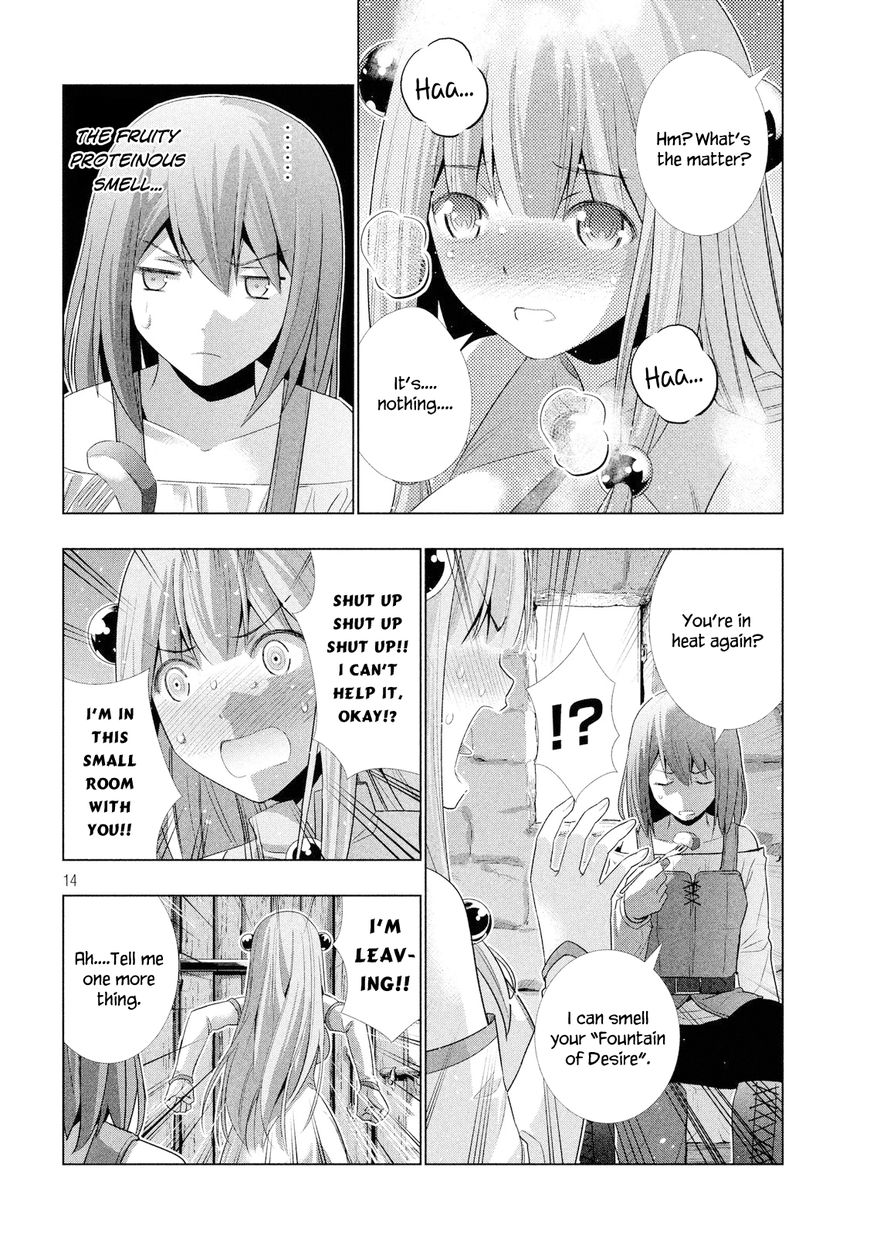 Hm? What's
the matter?
Haa...
Haa...
It's....
nothing....
THE FRUITY
PROTEINOUS
SMELL...
You're in
heat again?
!?
I can smell
your "Fountain
of Desire".
SHUT UP
SHUT UP
SHUT UP!!
I CAN'T
HELP IT,
OKAY!?
I'M IN
THIS
SMALL
ROOM
WITH
YOU!!
I'M
LEAV-
ING!!
Ah....Tell me
one more
thing.
14